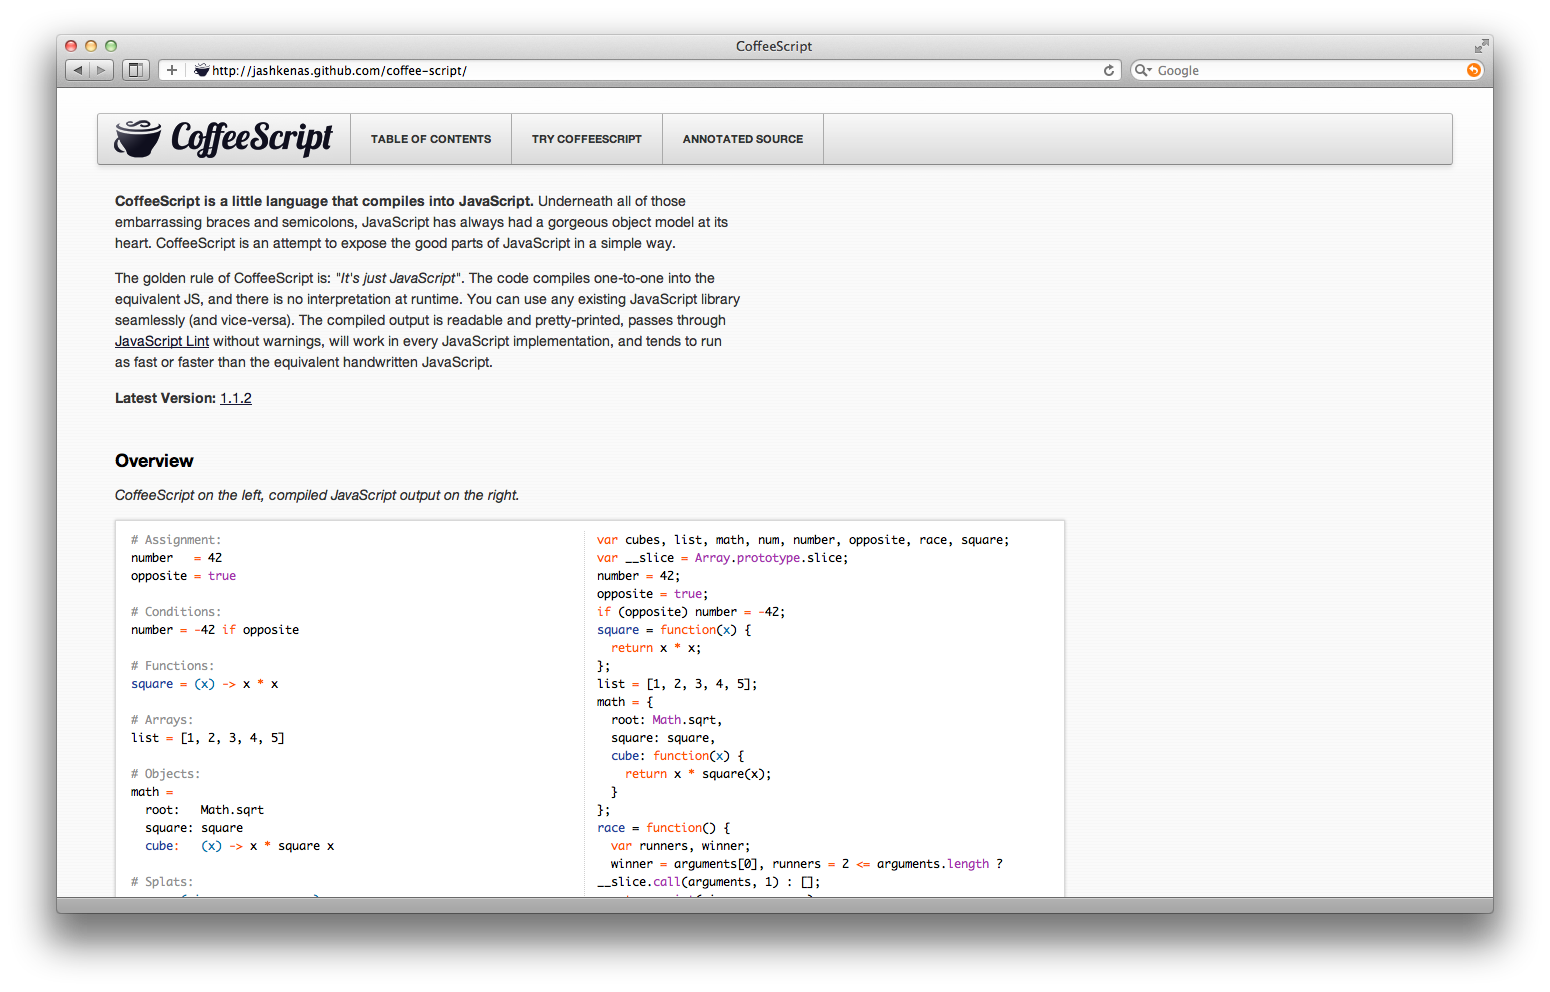 CoffeeScript
http://jashkenas.github.com/coffee-script/
Google
CoffeeScript
TABLE OF CONTENTS
TRY COFFEESCRIPT
ANNOTATED SOURCE
CoffeeScript is a little language that compiles into JavaScript. Underneath all of those
embarrassing braces and semicolons, JavaScript has always had a gorgeous object model at its
heart. CoffeeScript is an attempt to expose the good parts of JavaScript in a simple way.
The golden rule of CoffeeScript is: "It's just JavaScript". The code compiles one-to-one into the
equivalent JS, and there is no interpretation at runtime. You can use any existing JavaScript library
seamlessly (and vice-versa). The compiled output is readable and pretty-printed, passes through
JavaScript Lint without warnings, will work in every JavaScript implementation, and tends to run
as fast or faster than the equivalent handwritten JavaScript.
Latest Version: 1.1.2
Overview
CoffeeScript on the left, compiled JavaScript output on the right.
# Assignment:
number   = 42
opposite = true
# Conditions:
number = -42 if opposite
# Functions:
square = (x) -> x * x
# Arrays:
list = [1, 2, 3, 4, 5]
# Objects:
math =
  root:   Math.sqrt
  square: square
  cube:   (x) -> x * square x
# Splats:
var cubes, list, math, num, number, opposite, race, square;
var __slice = Array.prototype.slice;
number = 42;
opposite = true;
if (opposite) number = -42;
square = function(x) {
  return x * x;
};
list = [1, 2, 3, 4, 5];
math = {
  root: Math.sqrt,
  square: square,
  cube: function(x) {
    return x * square(x);
  }
};
race = function() {
  var runners, winner;
  winner = arguments[0], runners = 2 <= arguments.length ?
__slice.call(arguments, 1) : [];